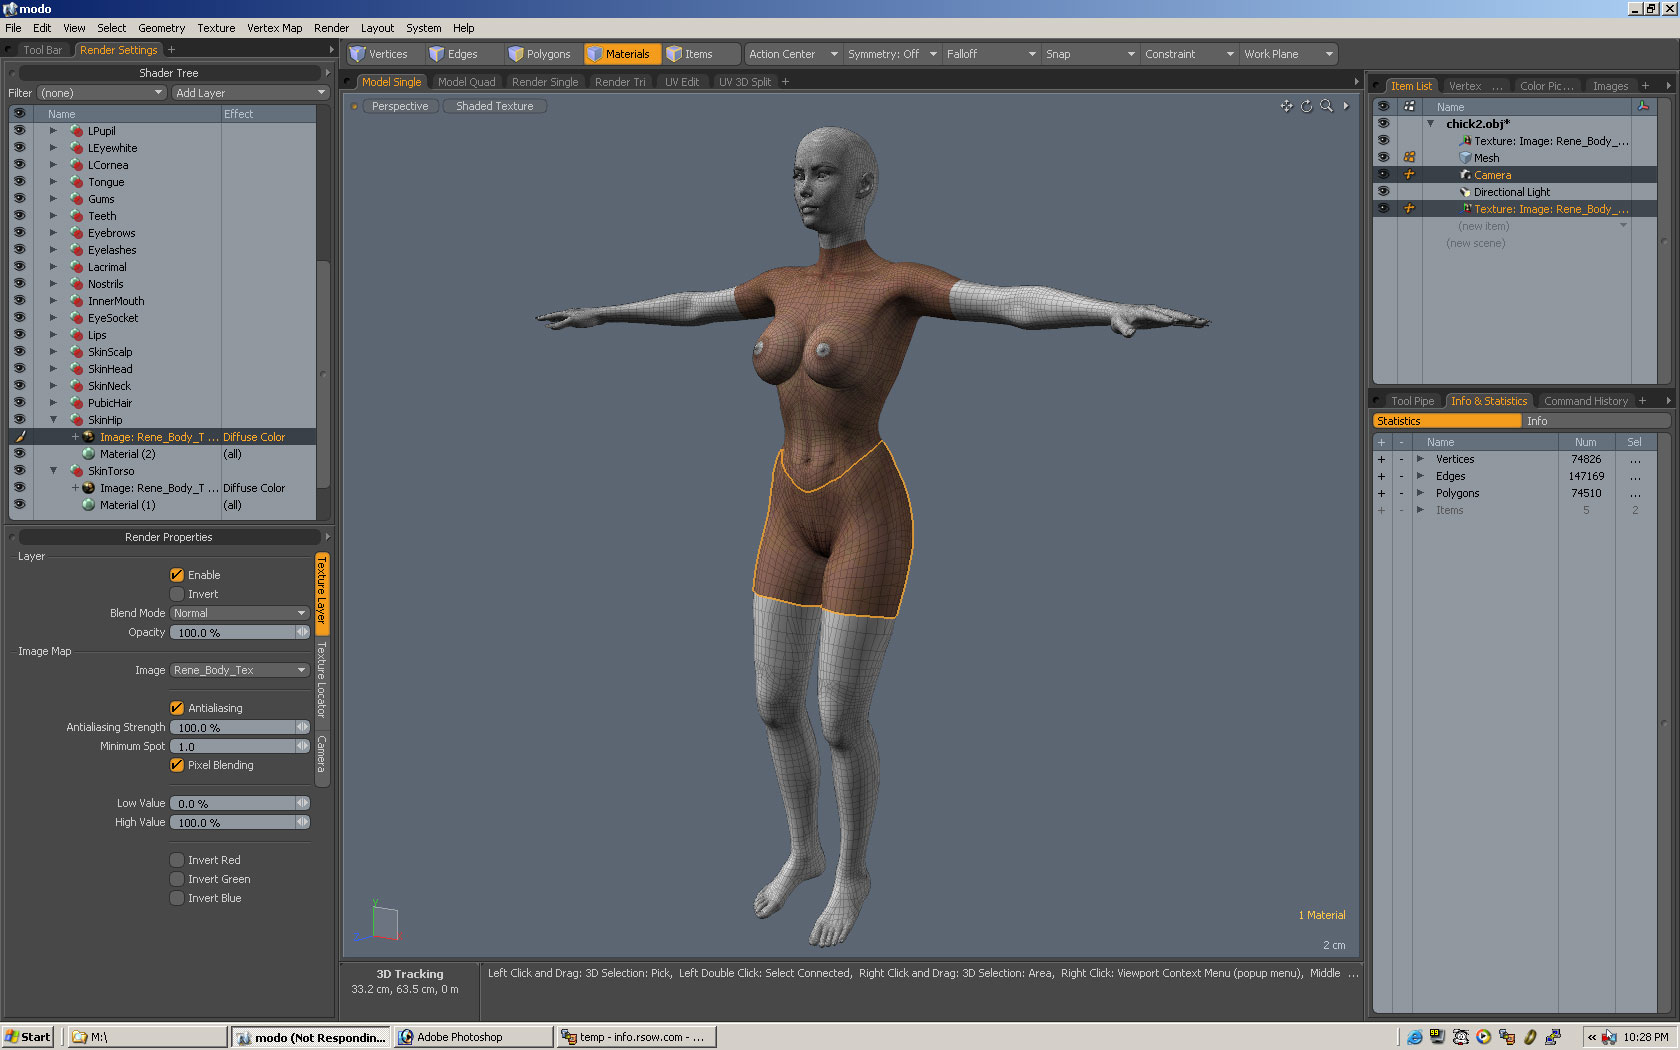 modo
File Edit View Select Geometry Texture Vertex Map Render Layout System Help
Tool Bar Render Settings +
Vertices Edges Polygons Materials Items Action Center Symmetry: Off Falloff Snap Constraint Work Plane
Shader Tree
Filter (none) Add Layer
Name Effect
LPupil
LEyewhite
LCornea
Tongue
Gums
Teeth
Eyebrows
Eyelashes
Lacrimal
Nostrils
InnerMouth
EyeSocket
Lips
SkinScalp
SkinHead
SkinNeck
PubicHair
SkinHip
Image: Rene_Body_T ... Diffuse Color
Material (2) (all)
SkinTorso
Image: Rene_Body_T ... Diffuse Color
Material (1) (all)
Render Properties
Layer
Enable
Invert
Blend Mode Normal
Opacity 100.0 %
Image Map
Image Rene_Body_Tex
Antialiasing
Antialiasing Strength 100.0 %
Minimum Spot 1.0
Pixel Blending
Low Value 0.0 %
High Value 100.0 %
Invert Red
Invert Green
Invert Blue
Texture Layer
Texture Locator
Camera
Model Single Model Quad Render Single Render Tri UV Edit UV 3D Split +
Perspective Shaded Texture
Y
Z
1 Material
2 cm
3D Tracking
33.2 cm, 63.5 cm, 0 m
Left Click and Drag: 3D Selection: Pick, Left Double Click: Select Connected, Right Click and Drag: 3D Selection: Area, Right Click: Viewport Context Menu (popup menu), Middle ...
Item List Vertex ... Color Pic... Images +
Name
chick2.obj*
Texture: Image: Rene_Body_...
Mesh
Camera
Directional Light
Texture: Image: Rene_Body_...
(new item)
(new scene)
Tool Pipe Info & Statistics Command History +
Statistics Info
+ - Name Num Sel
+ - Vertices 74826 ...
+ - Edges 147169 ...
+ - Polygons 74510 ...
+ - Items 5 2
Start M:\ modo (Not Respondin... Adobe Photoshop temp - info.rsow.com - ... « 10:28 PM